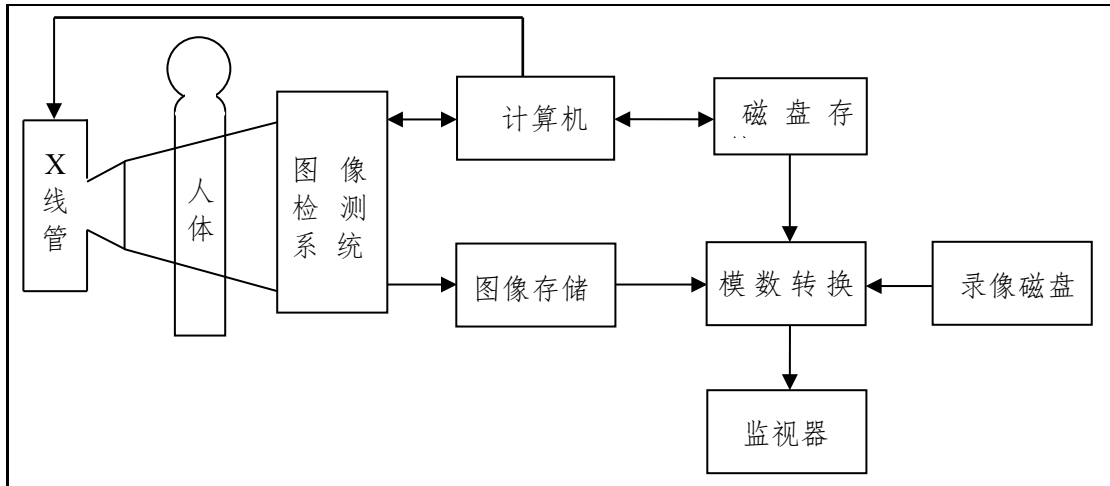 X
线
管
人
体
图 像
检 测
系 统
计算机
磁 盘 存
图像存储
模数转换
录像磁盘
监视器